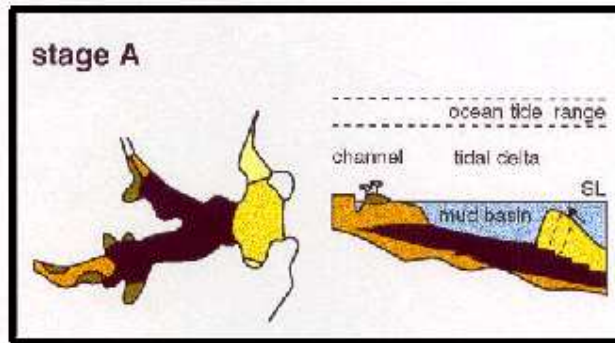 stage A
ocean tide range
channel tidal delta
SL
mud basin